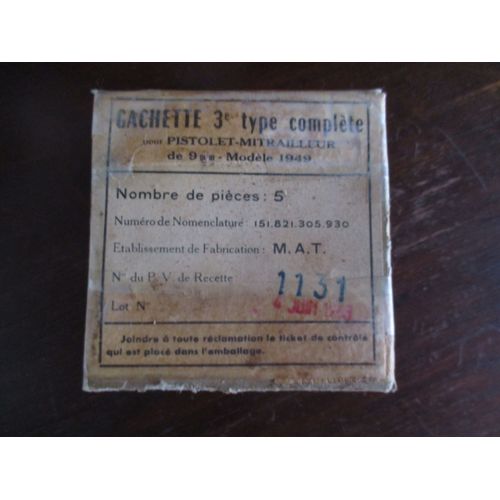 GACHETTE 3e type complète
pour PISTOLET-MITRAILLEUR
de 9mm - Modèle 1949
Nombre de pièces : 5
Numéro de Nomenclature : 151.821.305.930
Etablissement de Fabrication : M.A.T.
N° du P.V. de Recette 1131
Lot N° JUIN
Joindre à toute réclamation le ticket de contrôle
qui est placé dans l'emballage.